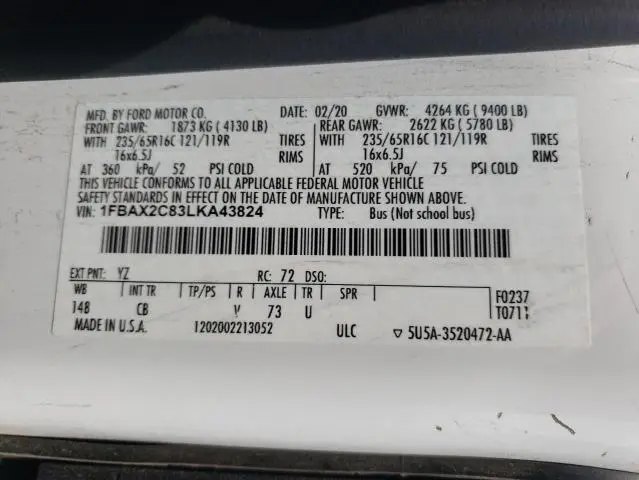 MFD. BY FORD MOTOR CO. DATE: 02/20 GVWR: 4264 KG (9400 LB)
FRONT GAWR: 1873 KG (4130 LB) REAR GAWR: 2622 KG (5780 LB)
WITH 235/65R16C 121/119R TIRES WITH 235/65R16C 121/119R TIRES
16x6.5J RIMS 16x6.5J RIMS
AT 360 kPa/ 52 PSI COLD AT 520 kPa/ 75 PSI COLD
THIS VEHICLE CONFORMS TO ALL APPLICABLE FEDERAL MOTOR VEHICLE
SAFETY STANDARDS IN EFFECT ON THE DATE OF MANUFACTURE SHOWN ABOVE.
VIN: 1FBAX2C83LKA43824 TYPE: Bus (Not school bus)
EXT PNT: YZ RC: 72 DSO:
WB INT TR TP/PS R AXLE TR SPR F0237
148 CB V 73 U T0711
MADE IN U.S.A. 1202002213052 ULC ▽ 5U5A-3520472-AA